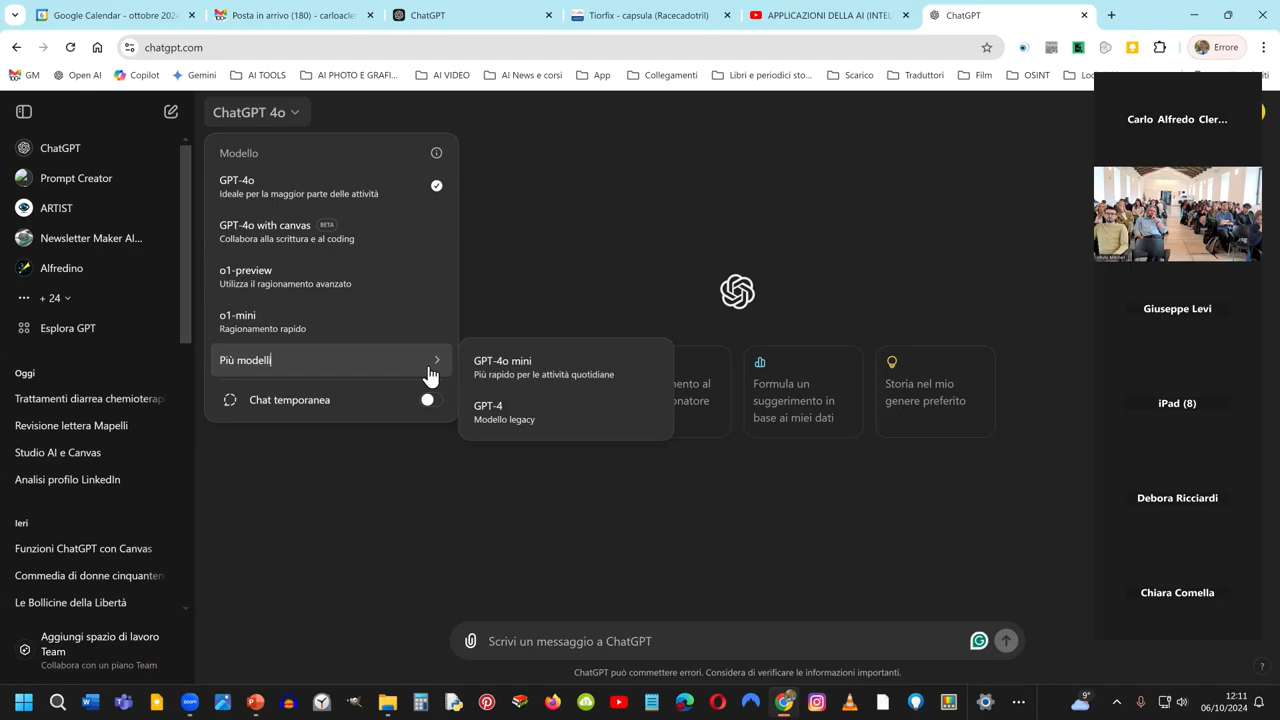 Google Calendar - ottobre 202
Posta in arrivo (180) - carloacler
ChatGPT
Tiorfix - capsula (Racecadotril)
APPLICAZIONI DELLA AI (INTEL
ChatGPT
chatgpt.com
Errore
GM
Open AI
Copilot
Gemini
AI TOOLS
AI PHOTO E GRAFI...
AI VIDEO
AI News e corsi
App
Collegamenti
Libri e periodici sto...
Scarico
Traduttori
Film
OSINT
ChatGPT 4o
Carlo Alfredo Cler...
ChatGPT
Prompt Creator
ARTIST
Newsletter Maker AI...
Alfredino
+ 24
Esplora GPT
Modello
GPT-4o
Ideale per la maggior parte delle attività
GPT-4o with canvas BETA
Collabora alla scrittura e al coding
o1-preview
Utilizza il ragionamento avanzato
o1-mini
Ragionamento rapido
Più modelli
Chat temporanea
GPT-4o mini
Più rapido per le attività quotidiane
GPT-4
Modello legacy
mento al
onatore
Formula un
suggerimento in
base ai miei dati
Storia nel mio
genere preferito
Giuseppe Levi
iPad (8)
Debora Ricciardi
Chiara Comella
Oggi
Trattamenti diarrea chemioterap
Revisione lettera Mapelli
Studio AI e Canvas
Analisi profilo LinkedIn
Ieri
Funzioni ChatGPT con Canvas
Commedia di donne cinquanten
Le Bollicine della Libertà
Aggiungi spazio di lavoro
Team
Collabora con un piano Team
Scrivi un messaggio a ChatGPT
ChatGPT può commettere errori. Considera di verificare le informazioni importanti.
?
9°
12:11
06/10/2024